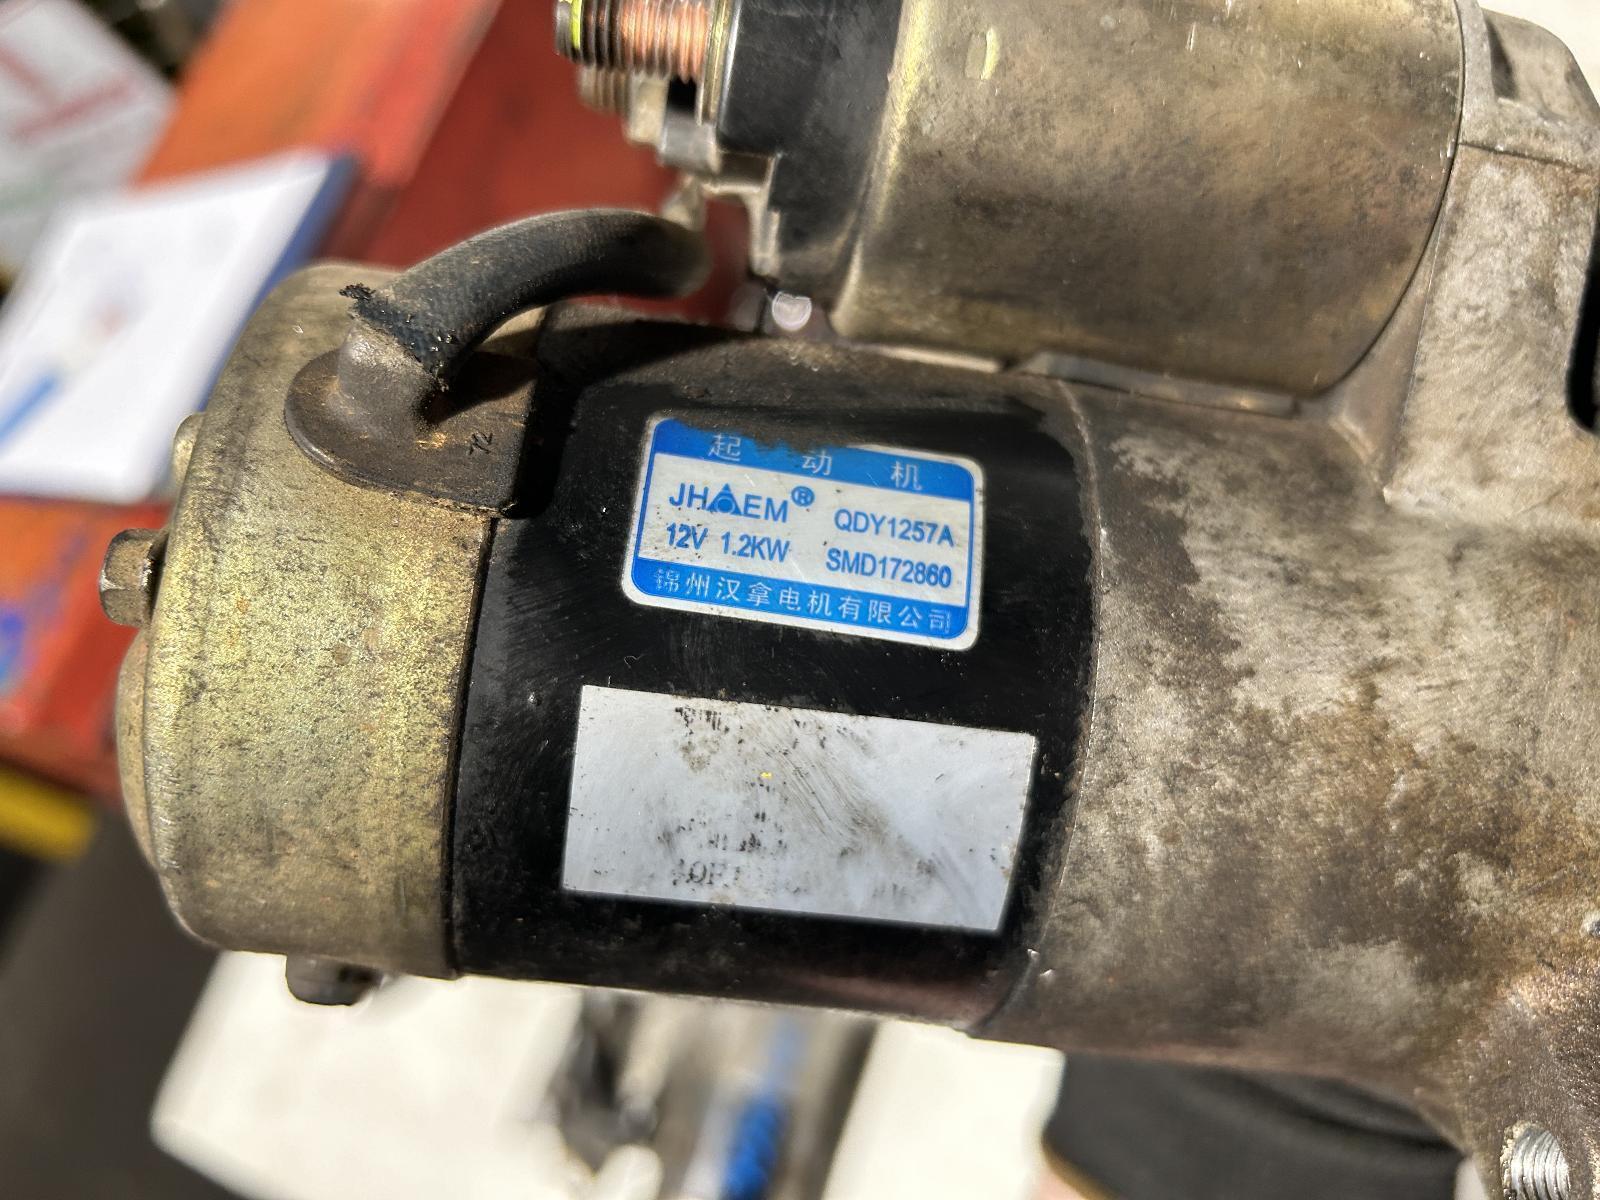 起动机
JHAEM® QDY1257A
12V 1.2KW SMD172860
锦州汉拿电机有限公司